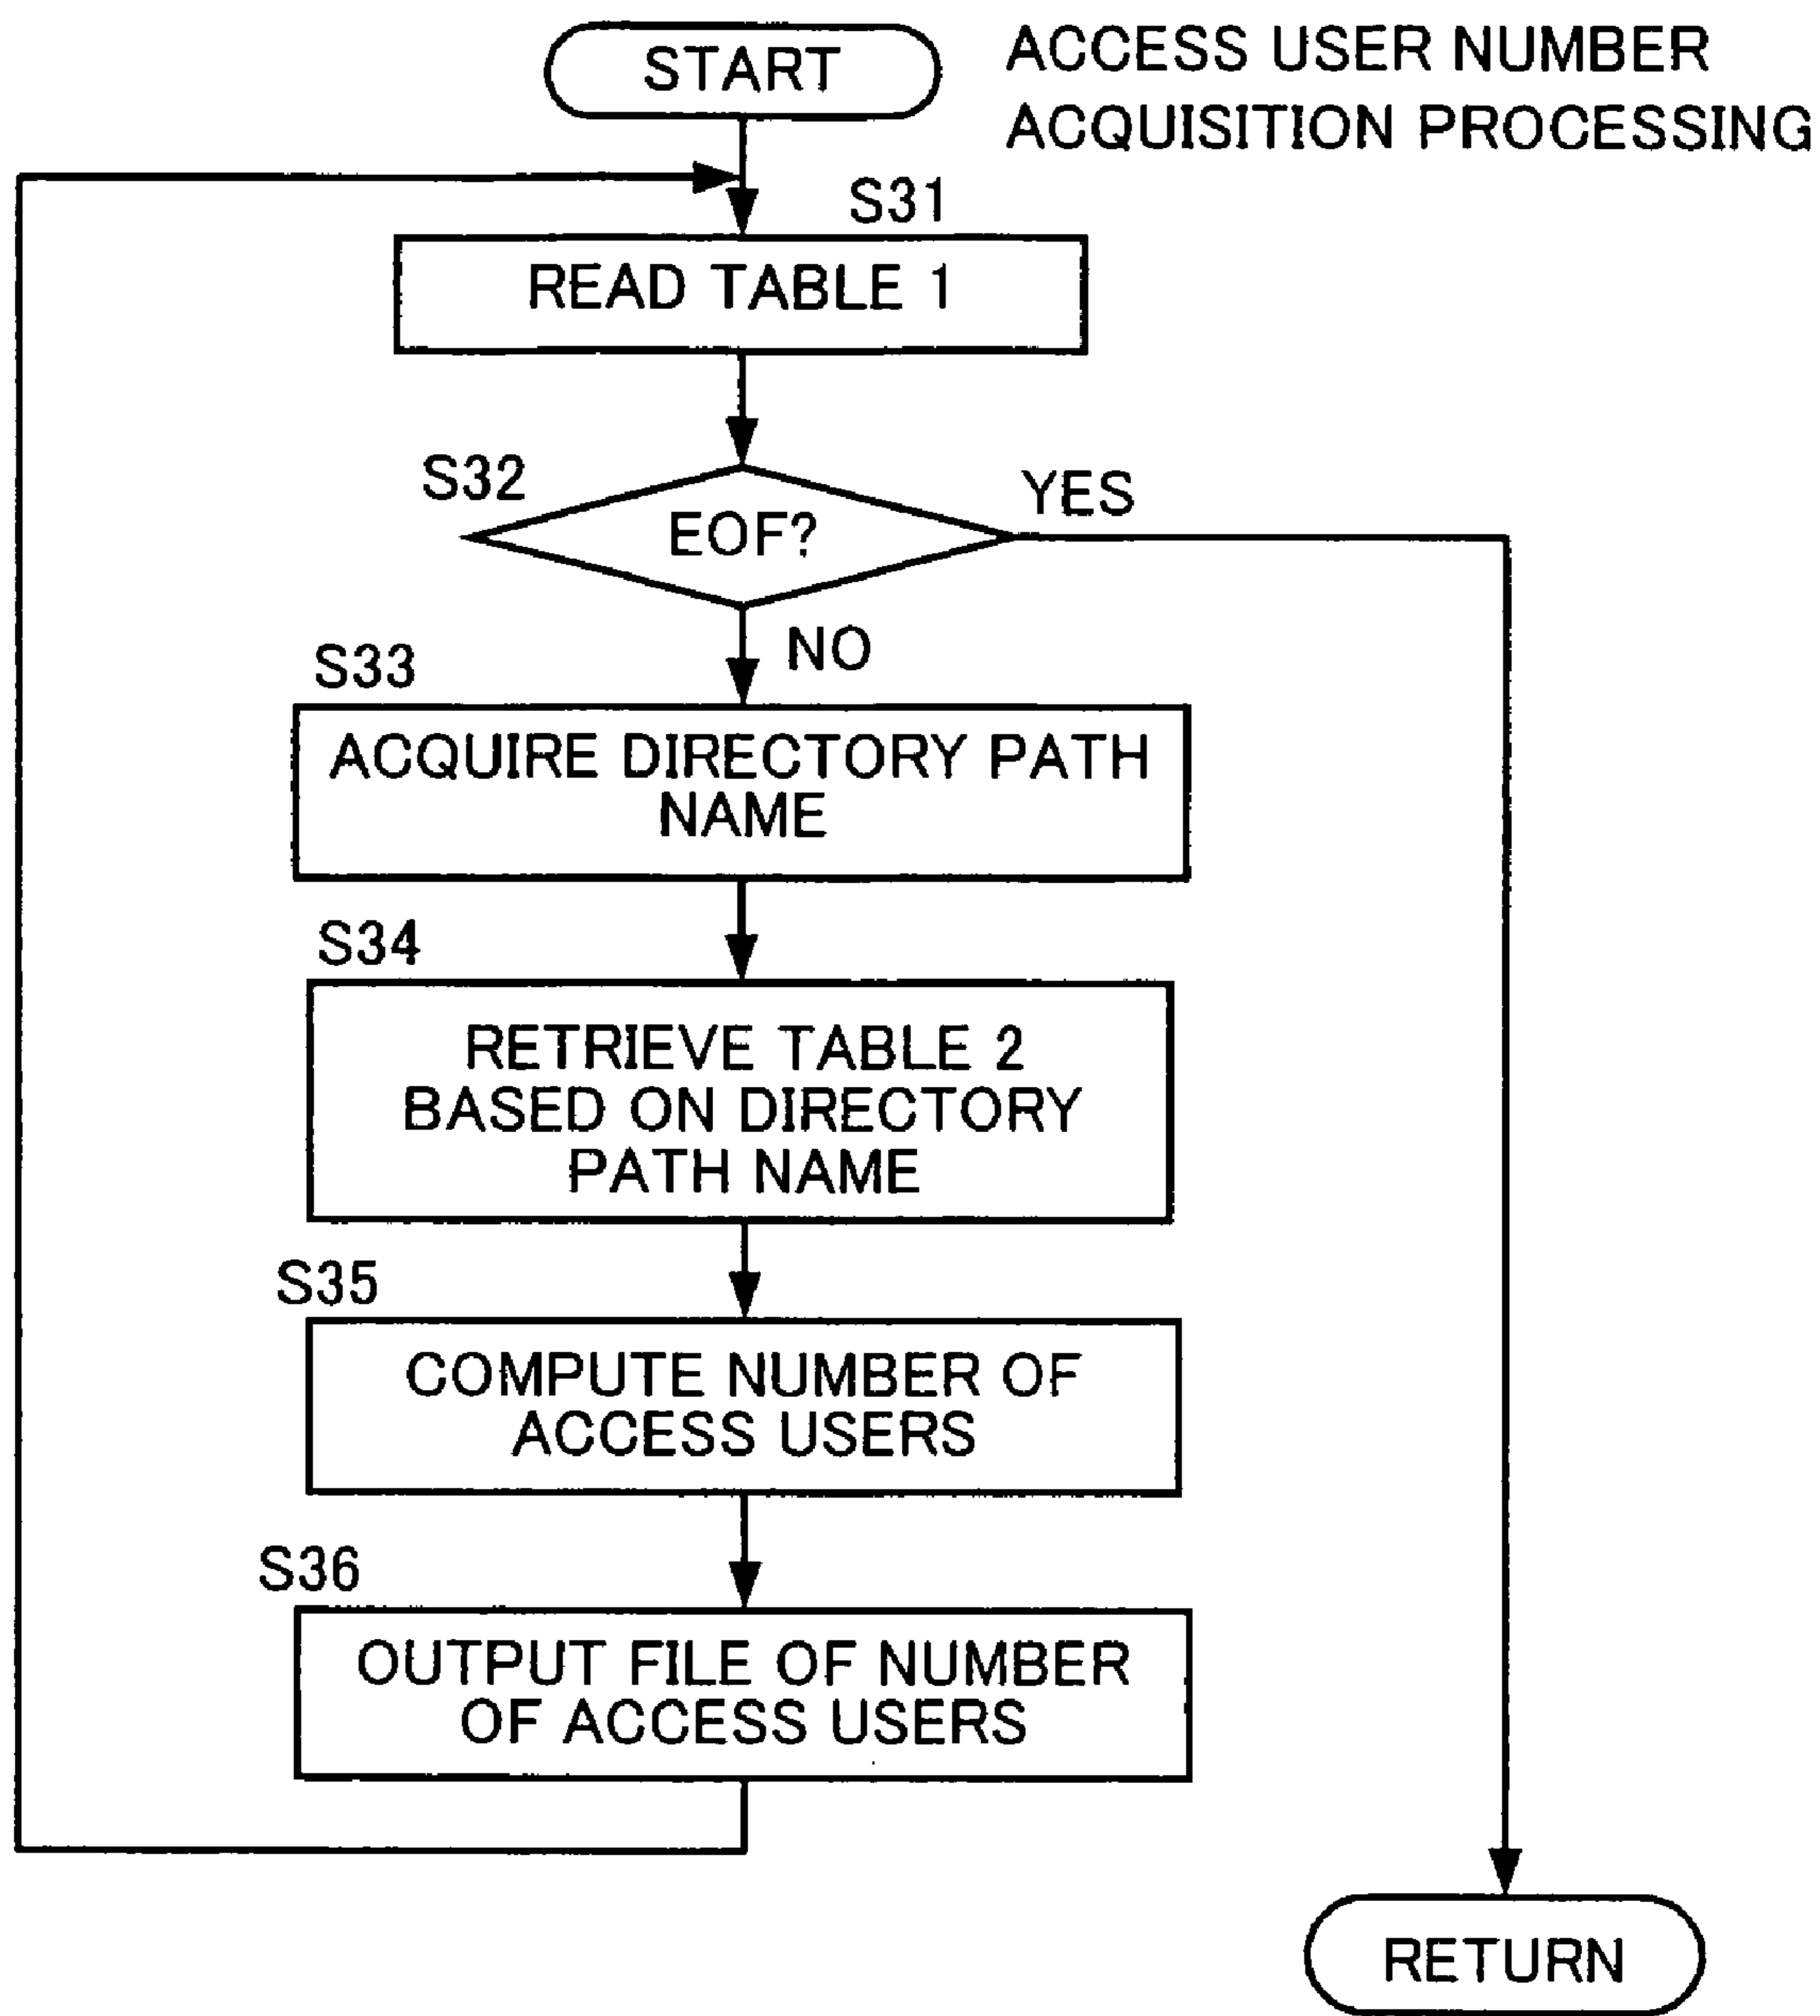 START
ACCESS USER NUMBER
ACQUISITION PROCESSING
S31
READ TABLE 1
S32
EOF?
YES
NO
S33
ACQUIRE DIRECTORY PATH
NAME
S34
RETRIEVE TABLE 2
BASED ON DIRECTORY
PATH NAME
S35
COMPUTE NUMBER OF
ACCESS USERS
S36
OUTPUT FILE OF NUMBER
OF ACCESS USERS
RETURN